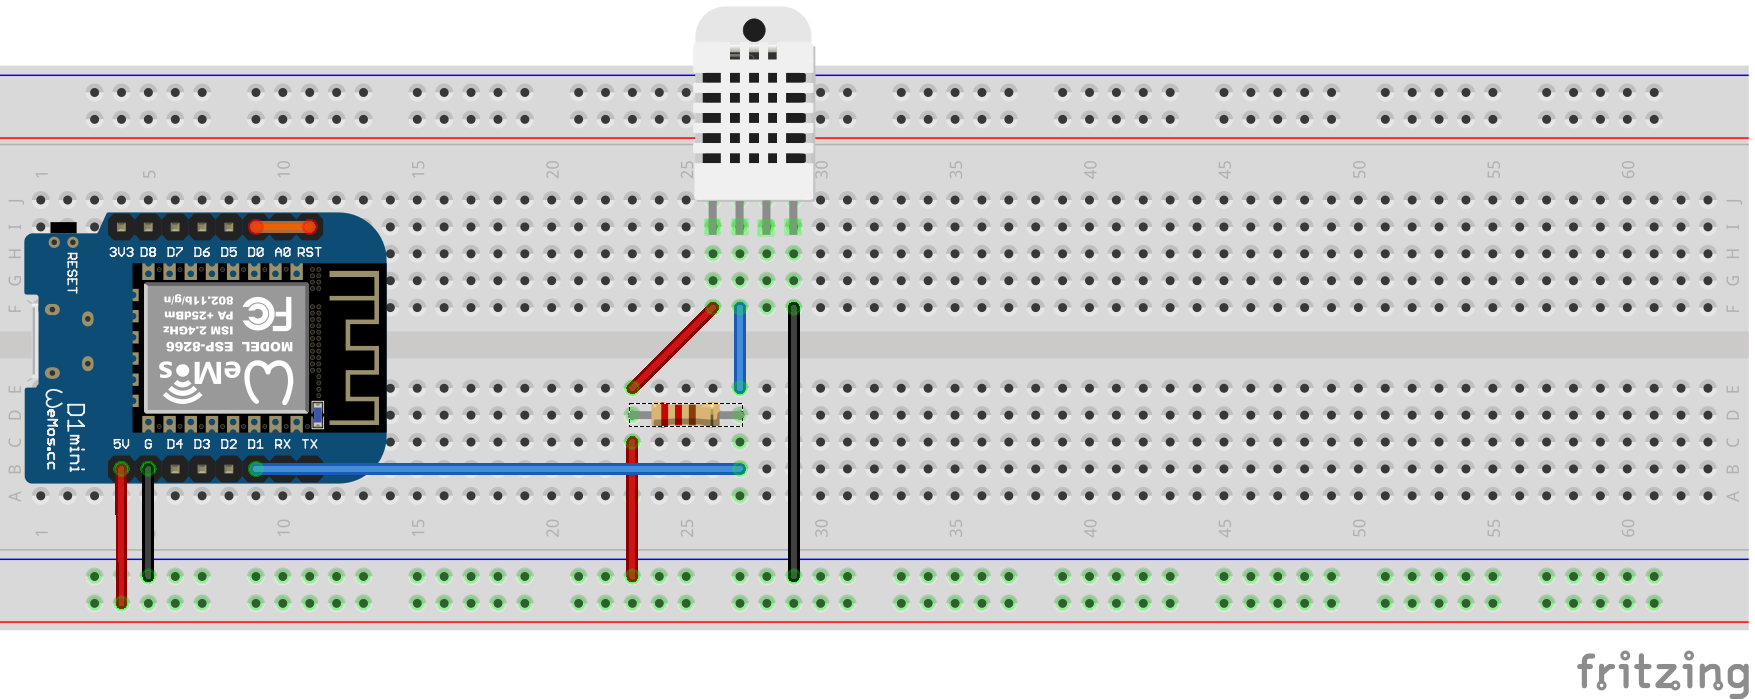 1 5 10 15 20 25 30 35 40 45 50 55 60
J J
I I
H H
G G
F F
3V3 D8 D7 D6 D5 D0 A0 RST
RESET
802.11b/g/n
PA +25dBm
ISM 2.4GHz
MODEL ESP-8266
FC
WeMos
D1 mini
WeMos.cc
5V G D4 D3 D2 D1 RX TX
E E
D D
C C
B B
A A
1 10 15 20 25 30 35 40 45 50 55 60
fritzing